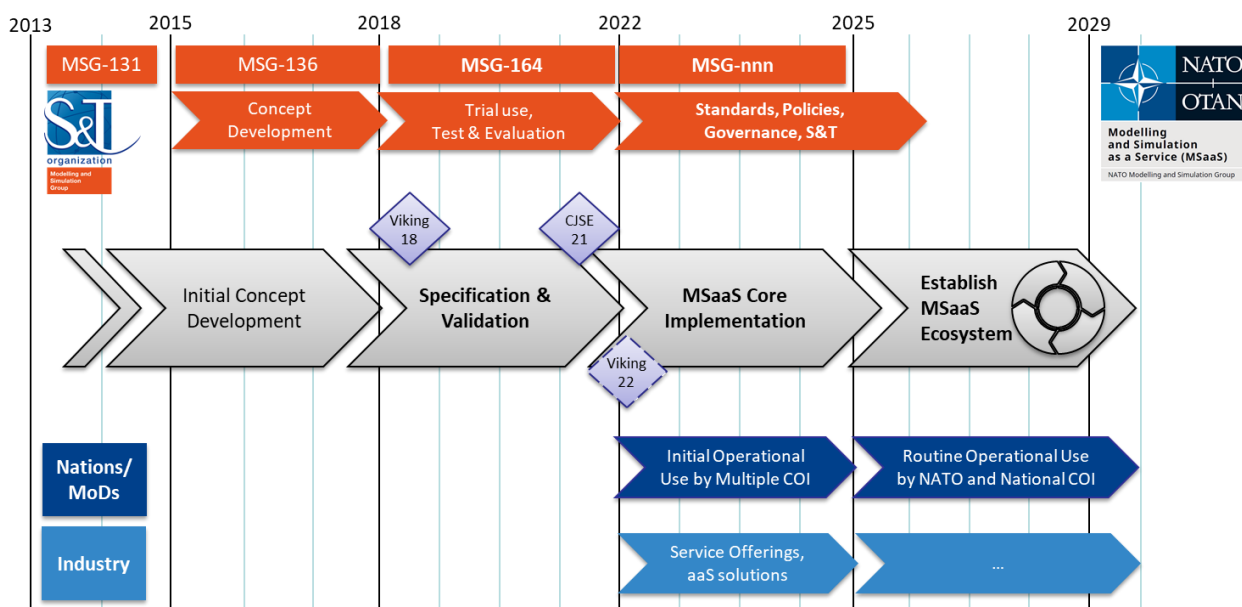 2013
2015
2018
2022
2025
2029
MSG-131
MSG-136
MSG-164
MSG-nnn
S&T
organization
Modelling and
Simulation
Group
Concept
Development
Trial use,
Test & Evaluation
Standards, Policies,
Governance, S&T
NATO
OTAN
Modelling
and Simulation
as a Service (MSaaS)
NATO Modelling and Simulation Group
Viking
18
CJSE
21
Initial Concept
Development
Specification &
Validation
MSaaS Core
Implementation
Establish
MSaaS
Ecosystem
Viking
22
Nations/
MoDs
Initial Operational
Use by Multiple COI
Routine Operational Use
by NATO and National COI
Industry
Service Offerings,
aaS solutions
...